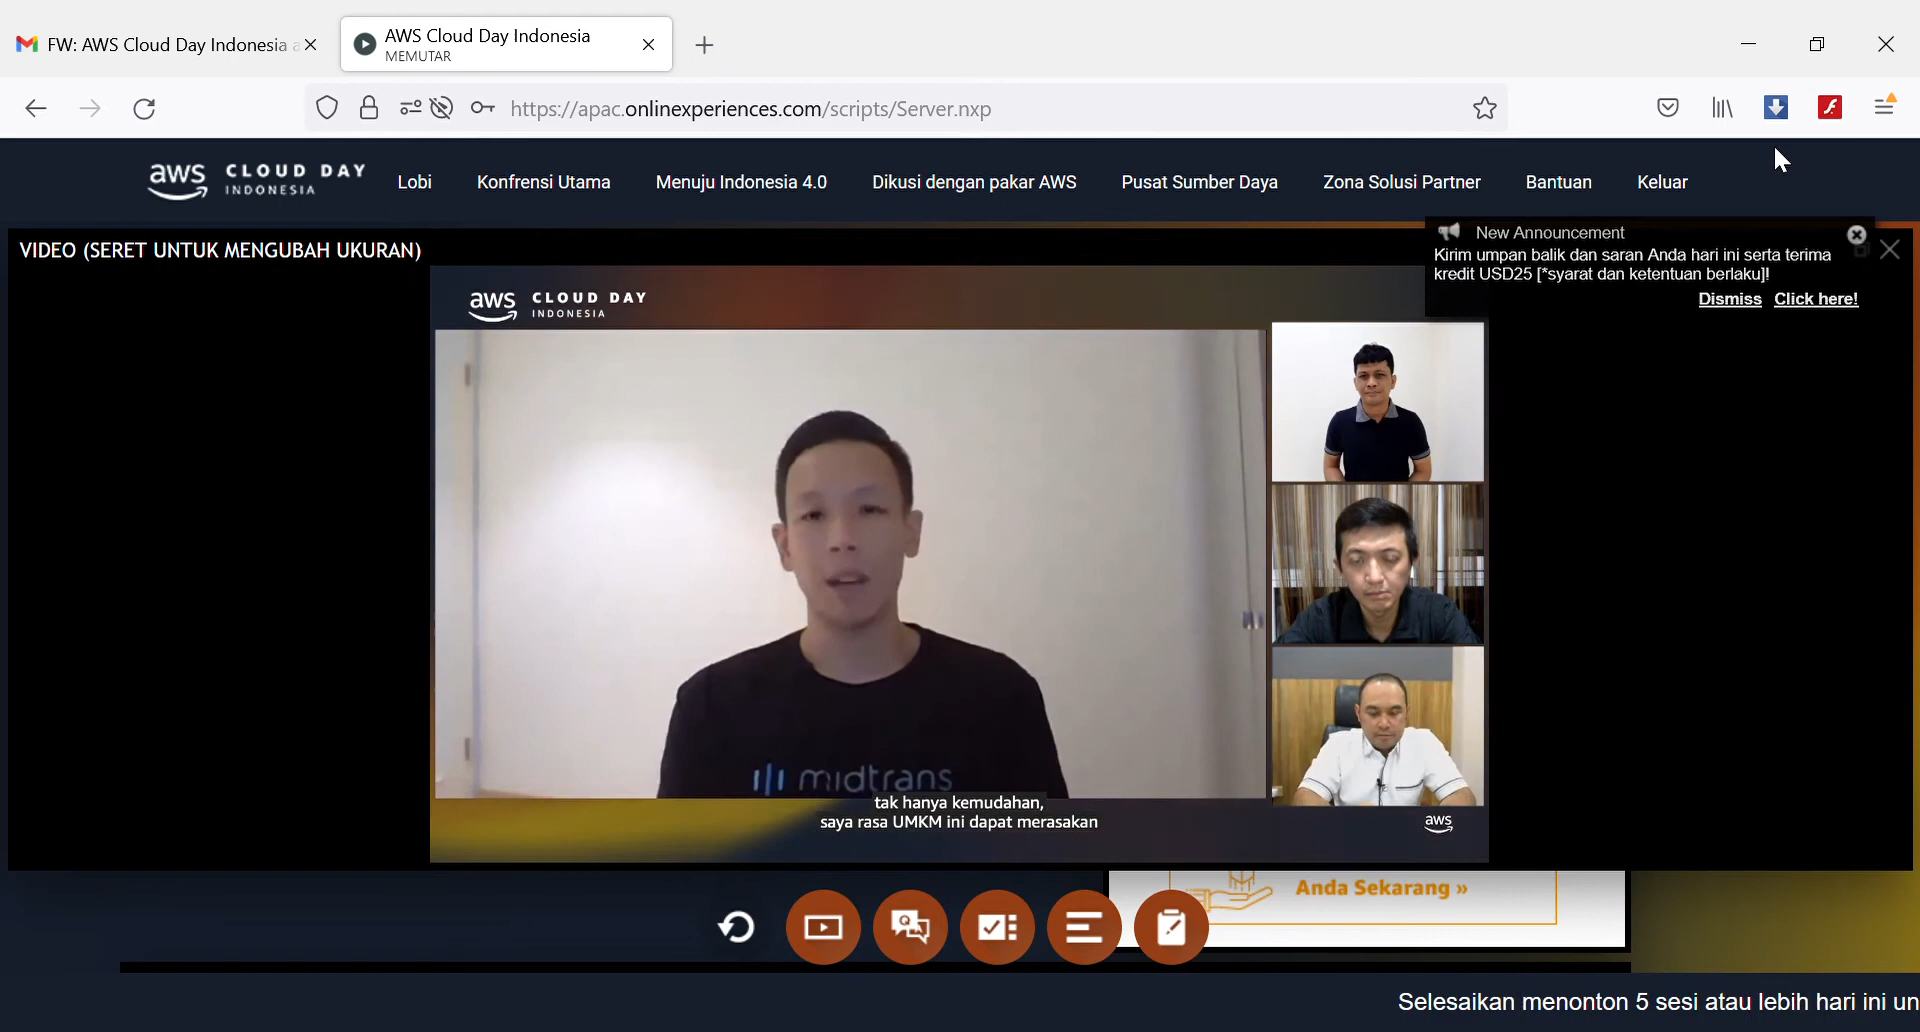 FW: AWS Cloud Day Indonesia a
AWS Cloud Day Indonesia
MEMUTAR
https://apac.onlinexperiences.com/scripts/Server.nxp
aws CLOUD DAY
INDONESIA
Lobi
Konfrensi Utama
Menuju Indonesia 4.0
Dikusi dengan pakar AWS
Pusat Sumber Daya
Zona Solusi Partner
Bantuan
Keluar
VIDEO (SERET UNTUK MENGUBAH UKURAN)
New Announcement
Kirim umpan balik dan saran Anda hari ini serta terima
kredit USD25 [*syarat dan ketentuan berlaku]!
Dismiss Click here!
aws CLOUD DAY
INDONESIA
midtrans
tak hanya kemudahan,
saya rasa UMKM ini dapat merasakan
aws
Anda Sekarang »
Selesaikan menonton 5 sesi atau lebih hari ini un